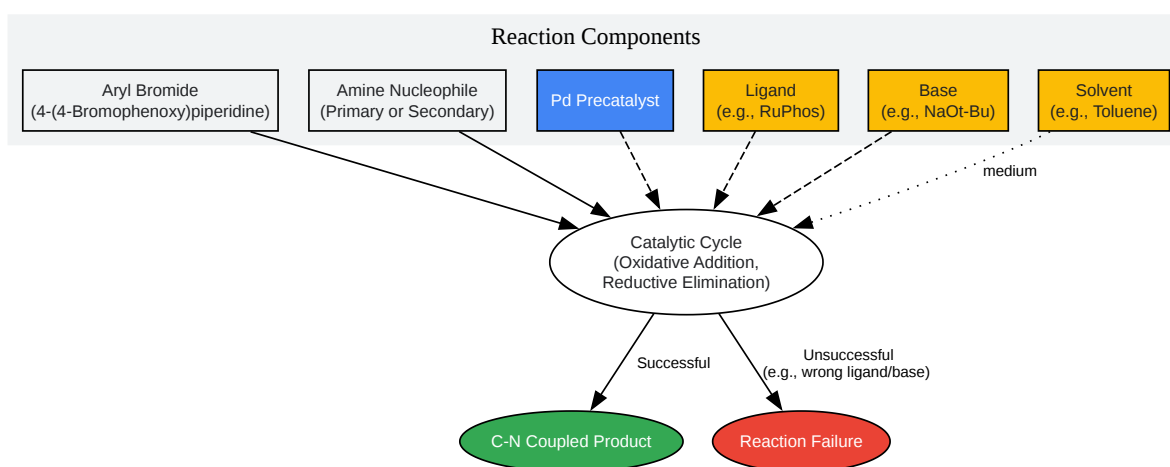 Reaction Components
Aryl Bromide
(4-(4-Bromophenoxy)piperidine)
Amine Nucleophile
(Primary or Secondary)
Pd Precatalyst
Ligand
(e.g., RuPhos)
Base
(e.g., NaOt-Bu)
Solvent
(e.g., Toluene)
medium
Catalytic Cycle
(Oxidative Addition,
Reductive Elimination)
Successful
Unsuccessful
(e.g., wrong ligand/base)
C-N Coupled Product
Reaction Failure